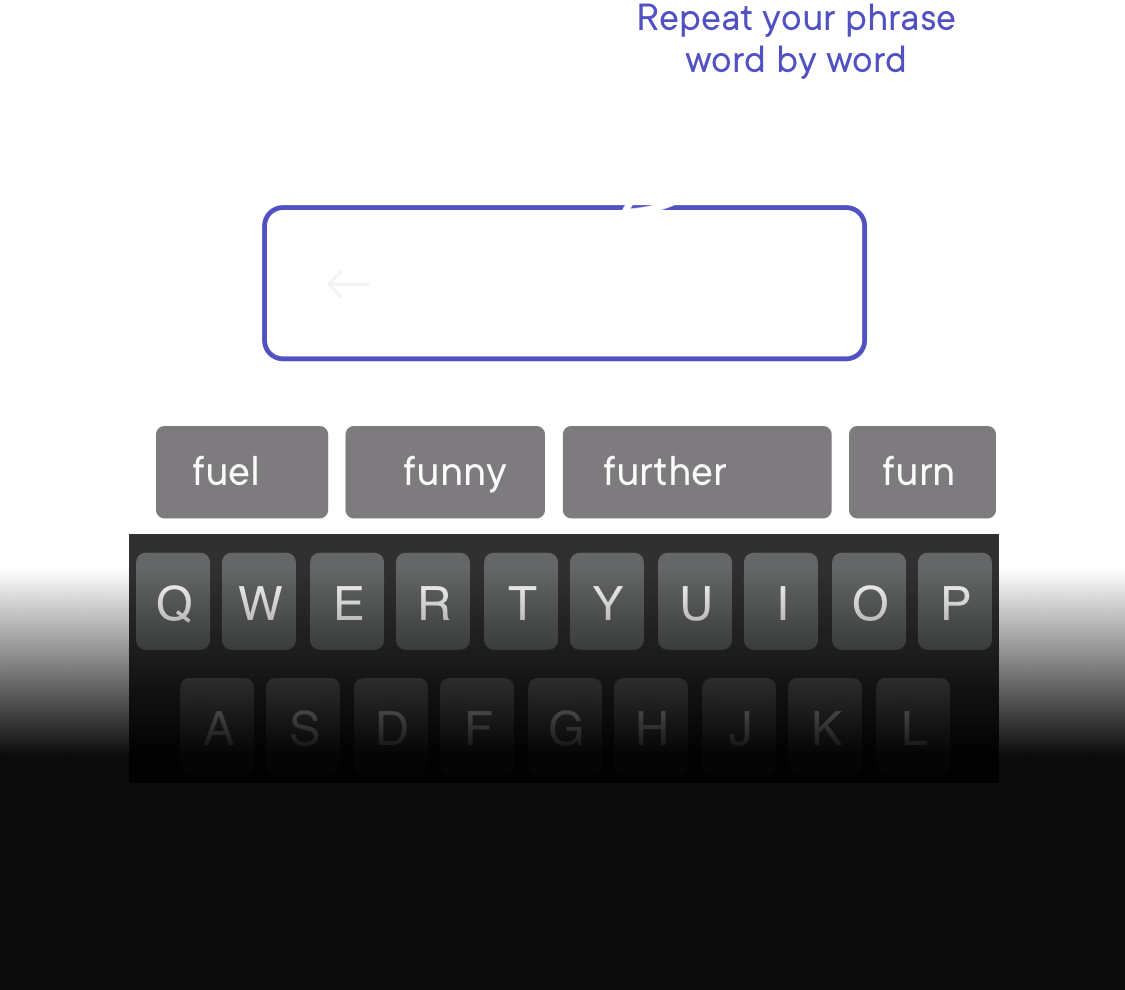 Repeat your phrase
word by word
fuel funny further furn
Q W E R T Y U I O P
A S D F G H J K L